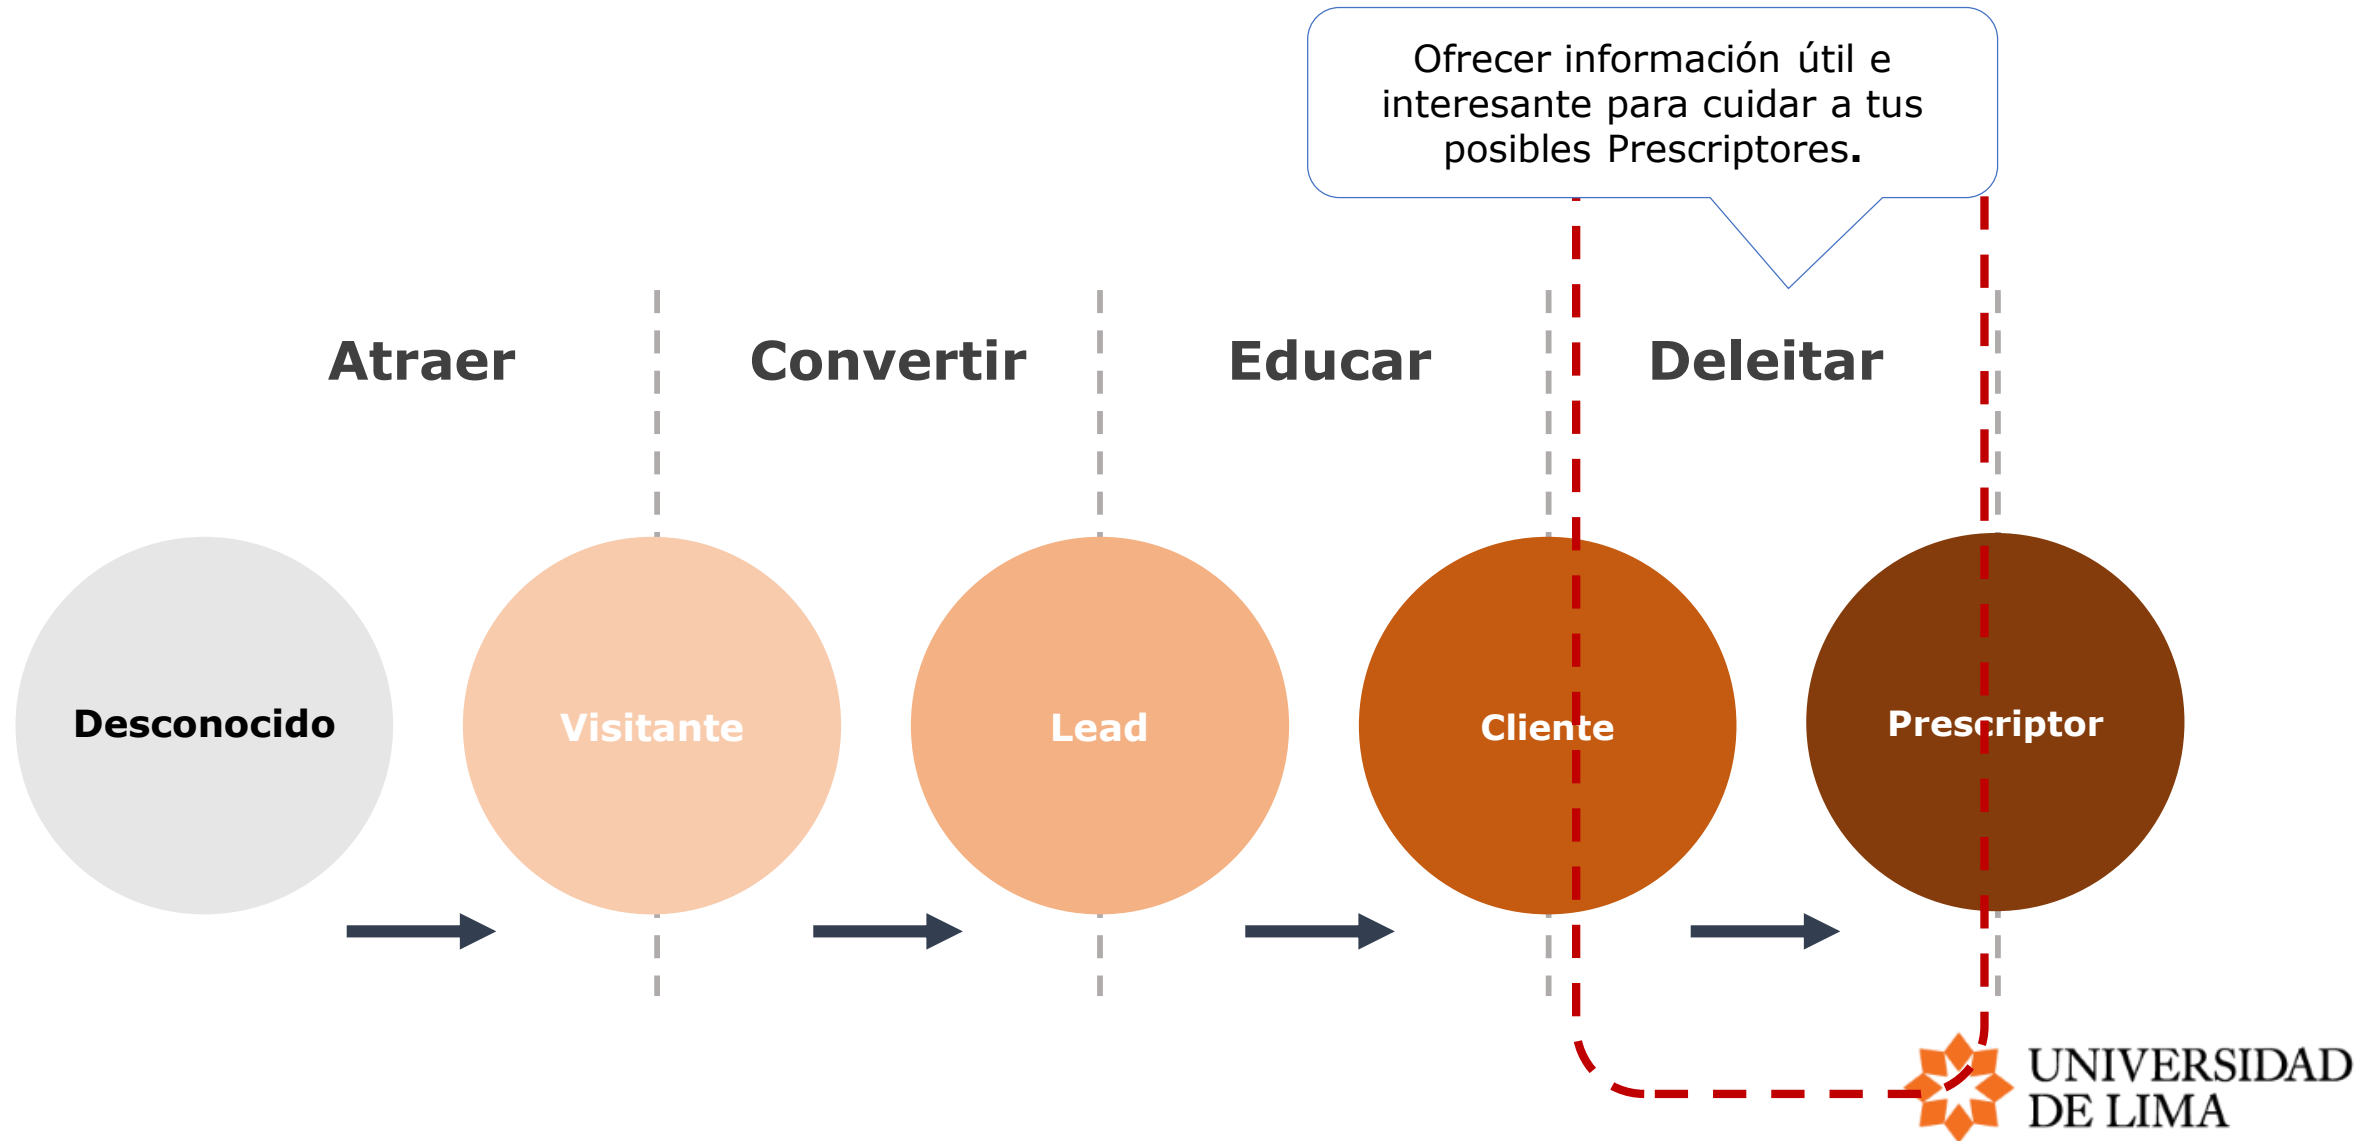 Ofrecer información útil e
interesante para cuidar a tus
posibles Prescriptores.
Atraer
Convertir
Educar
Deleitar
Desconocido
Visitante
Lead
Cliente
Prescriptor
UNIVERSIDAD
DE LIMA